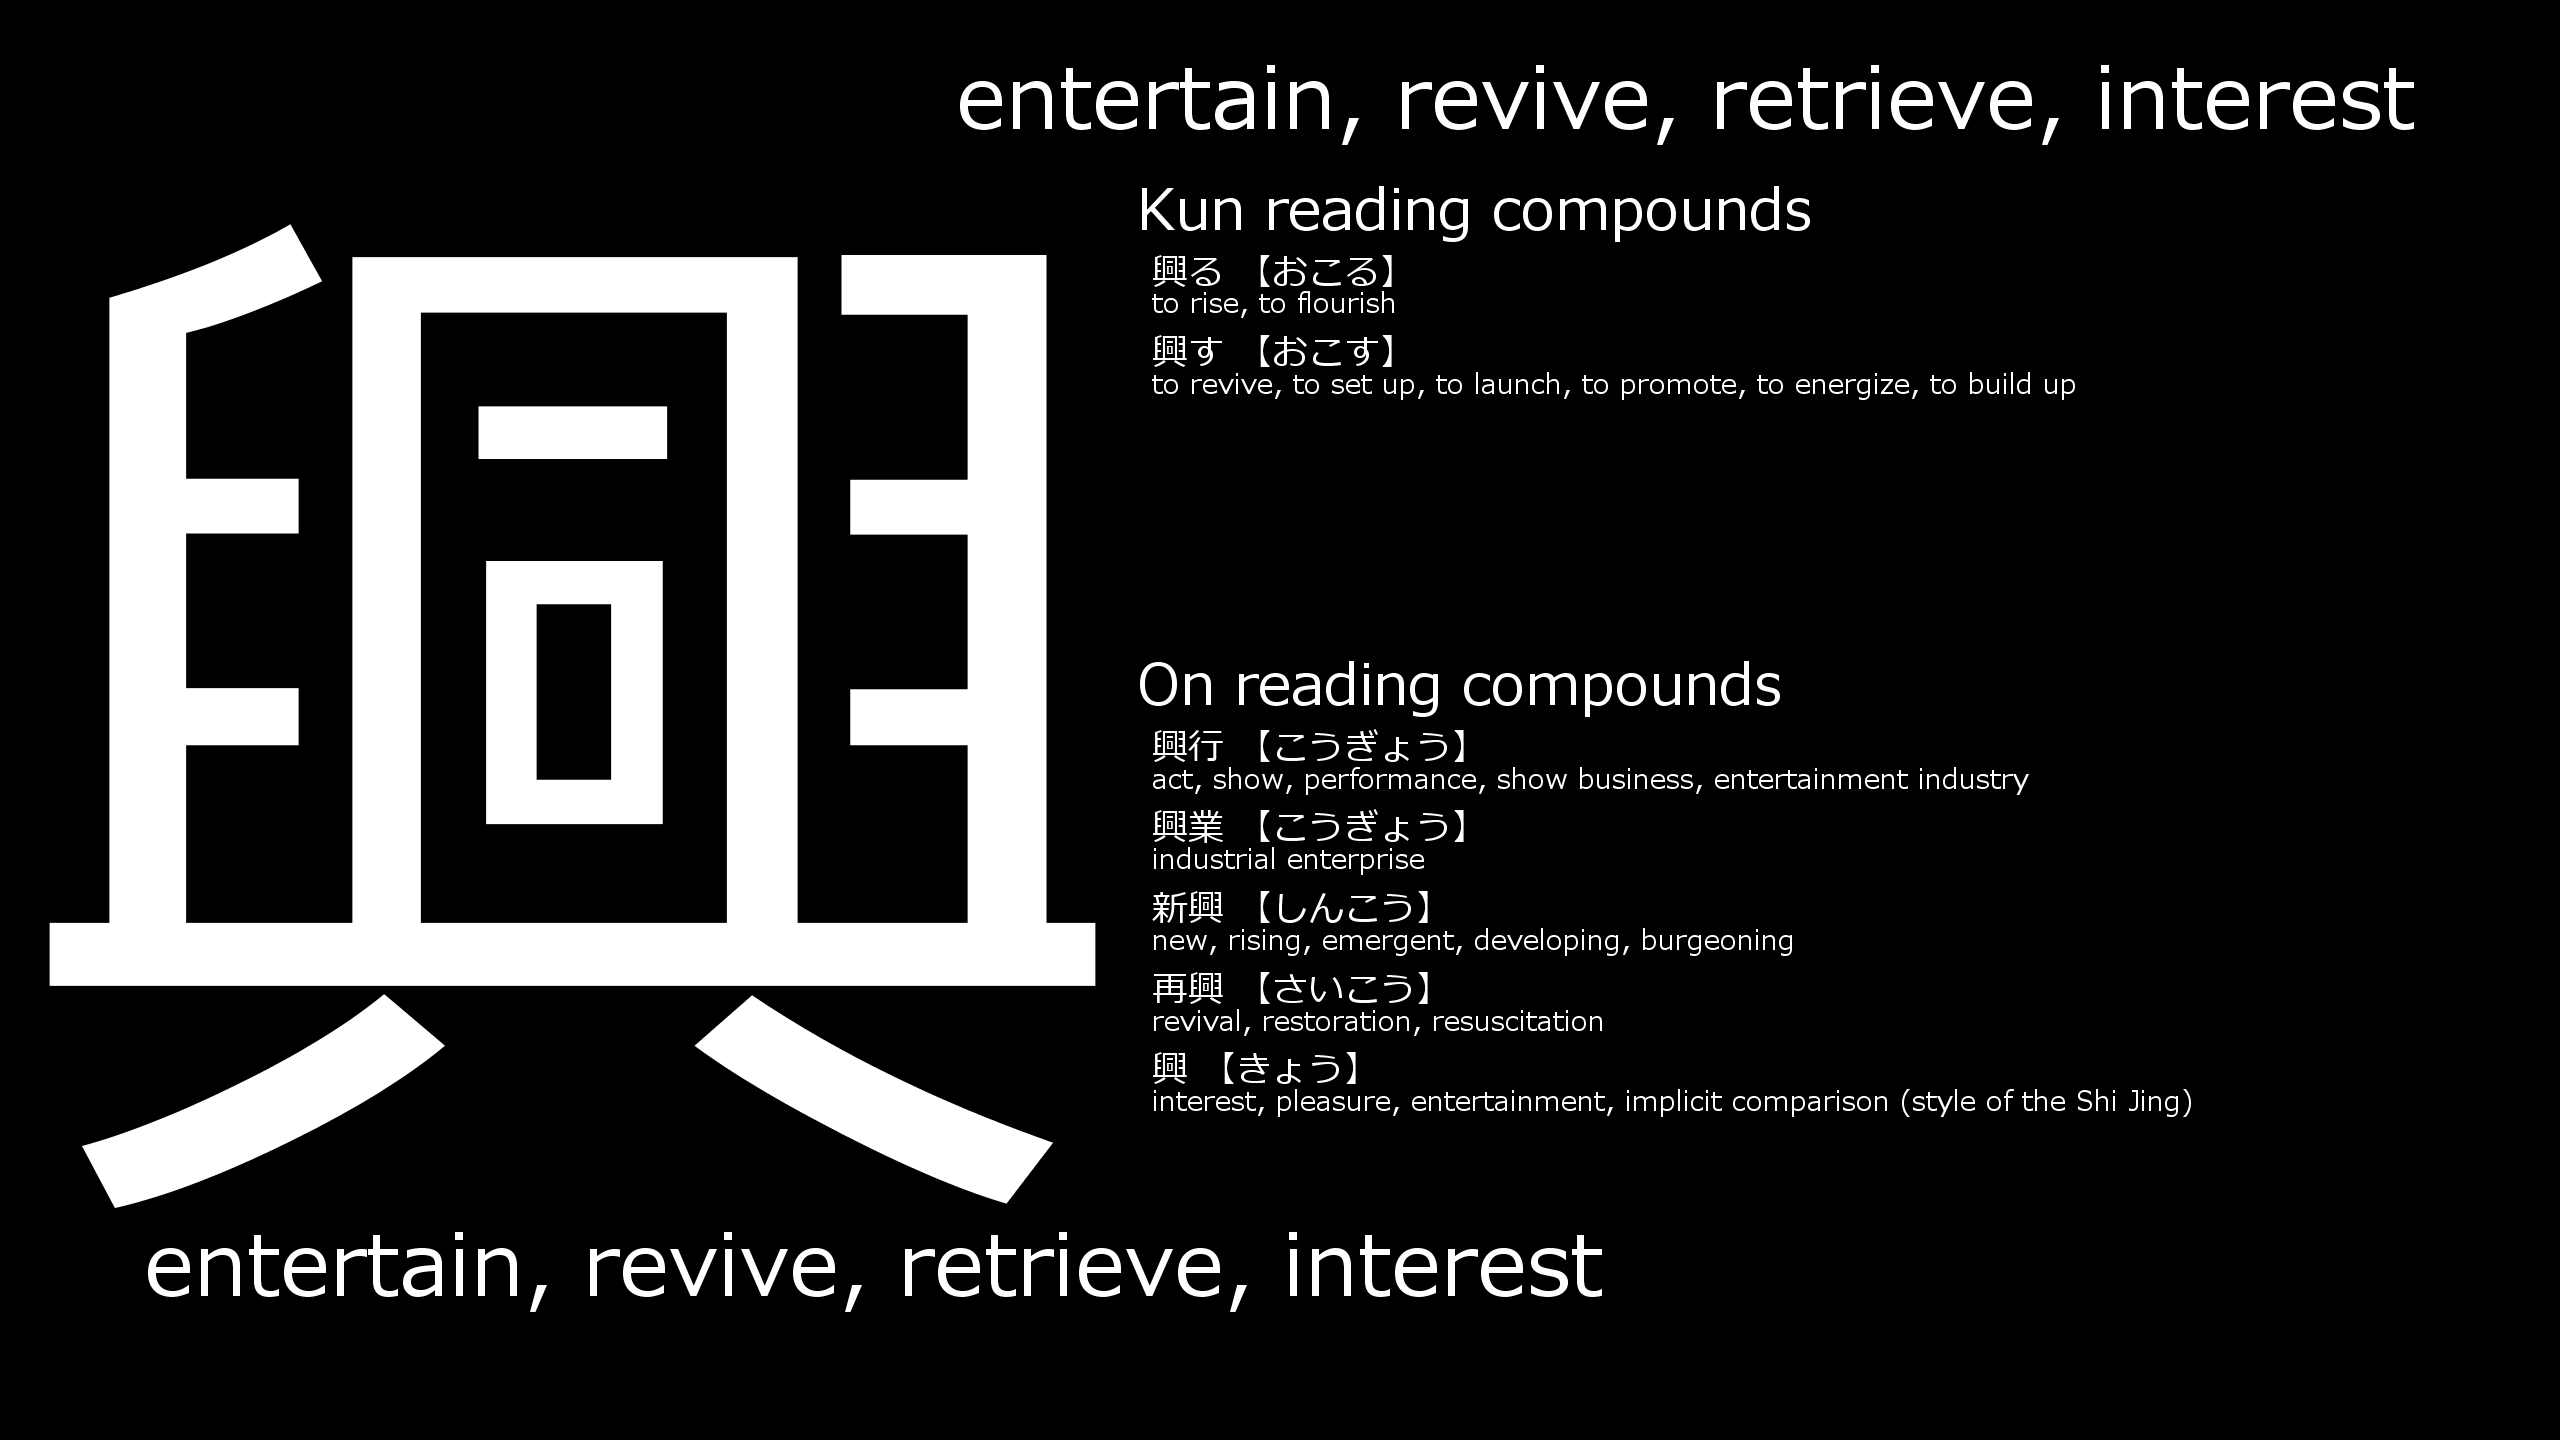 entertain, revive, retrieve, interest
興
Kun reading compounds
興る 【おこる】
to rise, to flourish
興す 【おこす】
to revive, to set up, to launch, to promote, to energize, to build up
On reading compounds
興行 【こうぎょう】
act, show, performance, show business, entertainment industry
興業 【こうぎょう】
industrial enterprise
新興 【しんこう】
new, rising, emergent, developing, burgeoning
再興 【さいこう】
revival, restoration, resuscitation
興 【きょう】
interest, pleasure, entertainment, implicit comparison (style of the Shi Jing)
entertain, revive, retrieve, interest